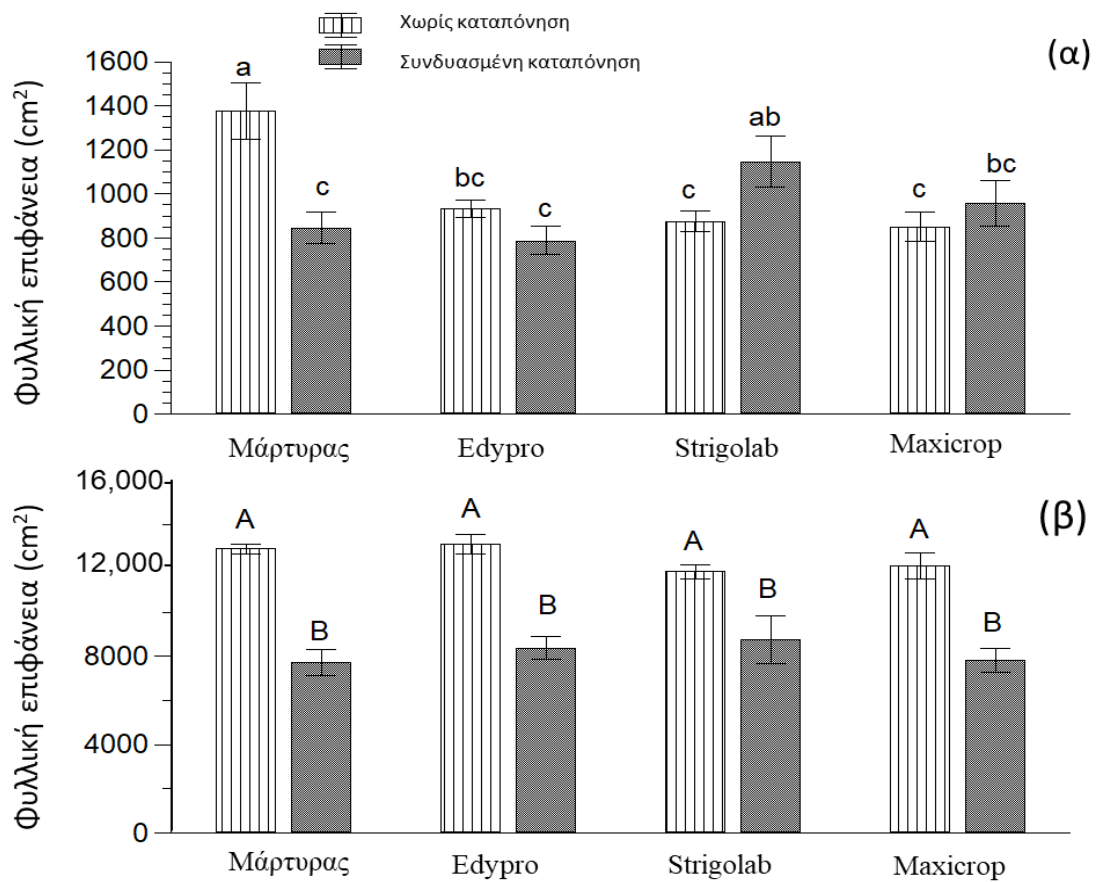 Χωρίς καταπόνηση
Συνδυασμένη καταπόνηση
(α)
Φυλλική επιφάνεια (cm²)
1600
1400
1200
1000
800
600
400
200
0
a
c
bc
c
c
ab
c
bc
Μάρτυρας Edypro Strigolab Maxicrop
(β)
Φυλλική επιφάνεια (cm²)
16,000
12,000
8000
4000
0
A
B
A
B
A
B
A
B
Μάρτυρας Edypro Strigolab Maxicrop